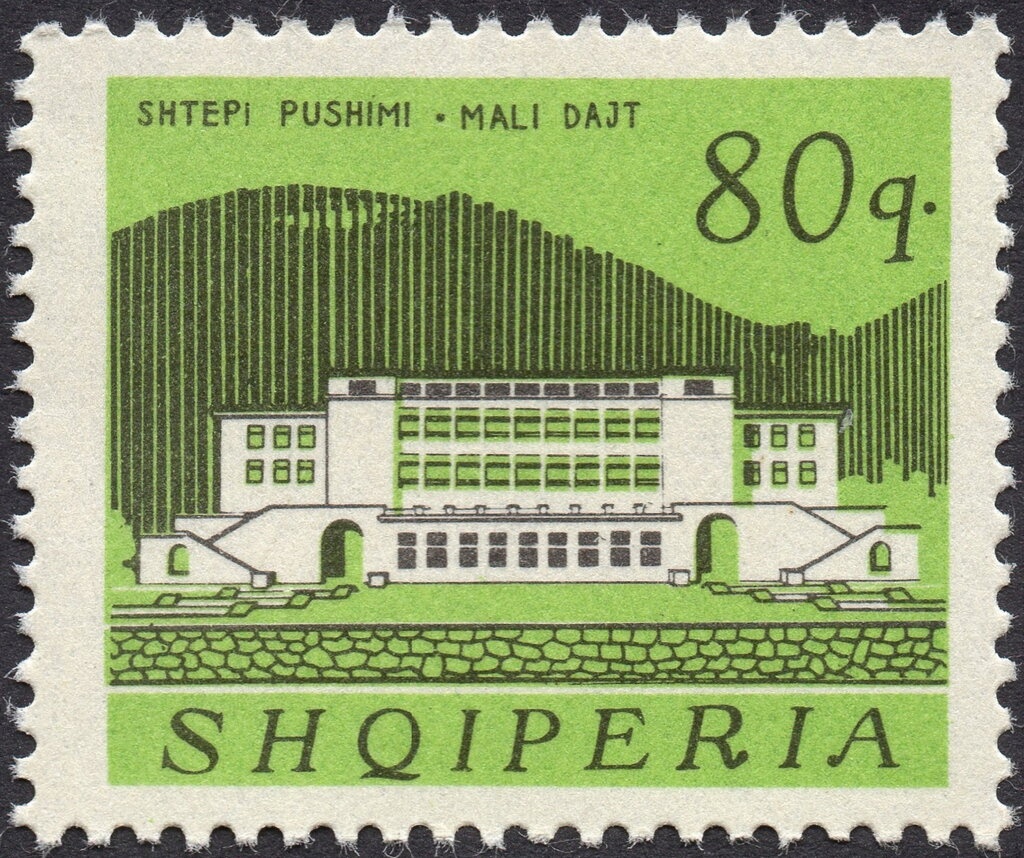 SHTEPi PUSHIMI • MALI DAJT
80q.
SHQIPERIA